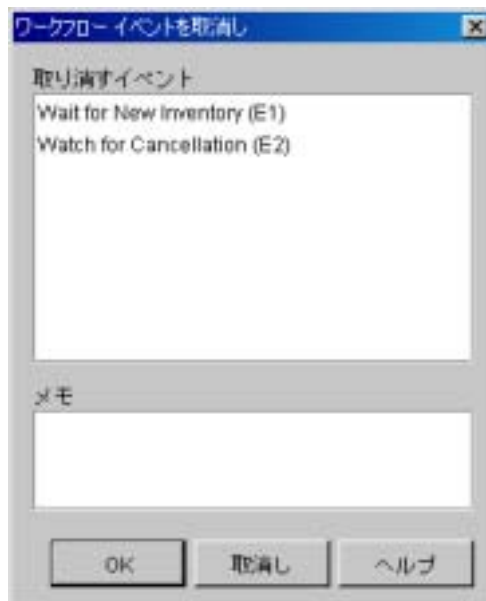 ワークフロー イベントを取消し
取り消すイベント
Wait for New Inventory (E1)
Watch for Cancellation (E2)
メモ
OK 取消し ヘルプ